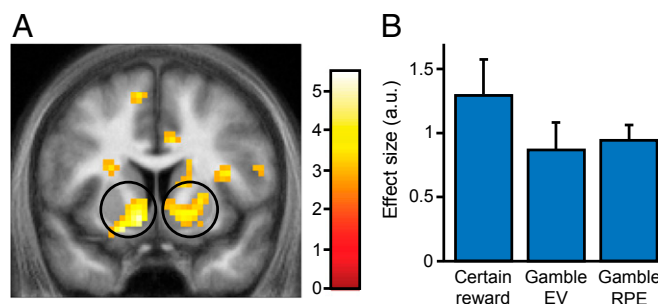 A
5
4
3
2
1
0
B
Effect size (a.u.)
1.5
1
0.5
0
Certain
reward
Gamble
EV
Gamble
RPE